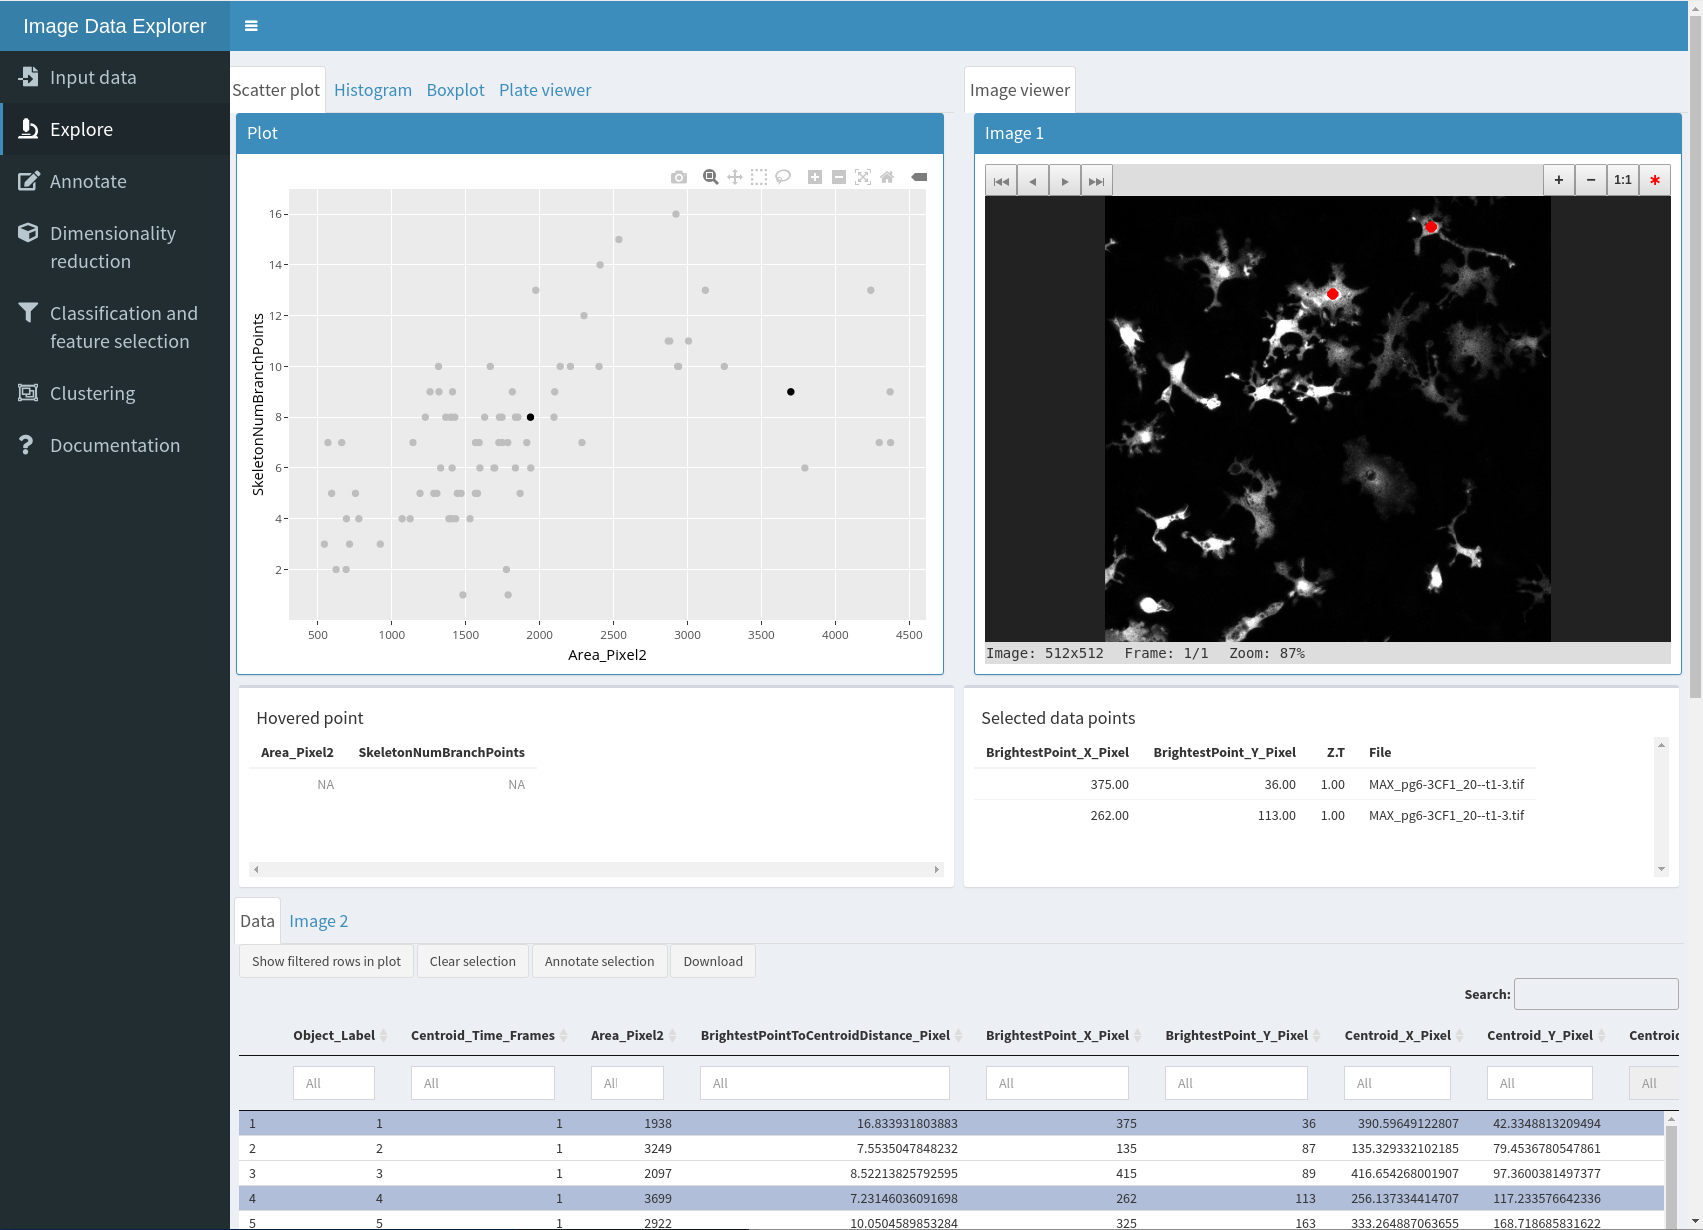 Image Data Explorer
Input data
Explore
Annotate
Dimensionality
reduction
Classification and
feature selection
Clustering
Documentation
Scatter plot Histogram Boxplot Plate viewer
Plot
SkeletonNumBranchPoints
16
14
12
10
8
6
4
2
500 1000 1500 2000 2500 3000 3500 4000 4500
Area_Pixel2
Image viewer
Image 1
+ − 1:1 *
Image: 512x512 Frame: 1/1 Zoom: 87%
Hovered point
Area_Pixel2 SkeletonNumBranchPoints
NA NA
Selected data points
BrightestPoint_X_Pixel BrightestPoint_Y_Pixel Z.T File
375.00 36.00 1.00 MAX_pg6-3CF1_20--t1-3.tif
262.00 113.00 1.00 MAX_pg6-3CF1_20--t1-3.tif
Data Image 2
Show filtered rows in plot Clear selection Annotate selection Download
Search:
Object_Label Centroid_Time_Frames Area_Pixel2 BrightestPointToCentroidDistance_Pixel BrightestPoint_X_Pixel BrightestPoint_Y_Pixel Centroid_X_Pixel Centroid_Y_Pixel Centroid
All All All All All All All All All
1 1 1 1938 16.833931803883 375 36 390.59649122807 42.3348813209494
2 2 1 3249 7.5535047848232 135 87 135.329332102185 79.4536780547861
3 3 1 2097 8.52213825792595 415 89 416.654268001907 97.3600381497377
4 4 1 3699 7.23146036091698 262 113 256.137334414707 117.233576642336
5 5 1 2922 10.0504589853284 325 163 333.264887063655 168.718685831622